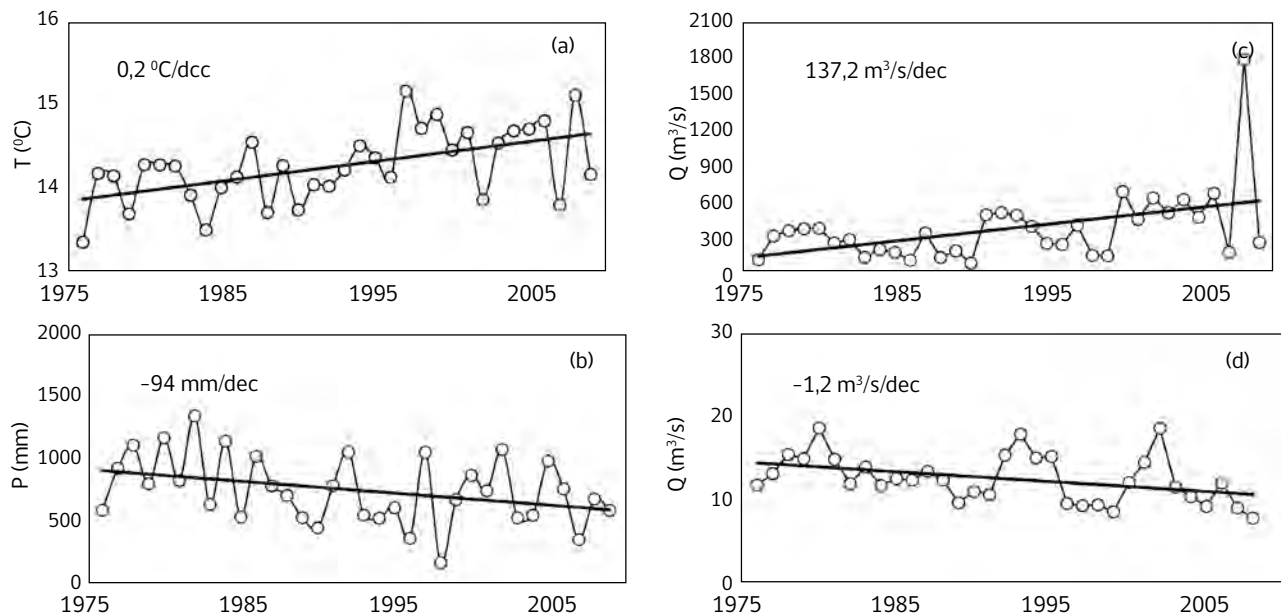 (a)
0,2 ⁰C/dcc
T (⁰C)
16
15
14
13
1975 1985 1995 2005
(c)
137,2 m³/s/dec
Q (m³/s)
2100
1800
1500
1200
900
600
300
0
1975 1985 1995 2005
(b)
–94 mm/dec
P (mm)
2000
1500
1000
500
0
1975 1985 1995 2005
(d)
–1,2 m³/s/dec
Q (m³/s)
30
20
10
0
1975 1985 1995 2005